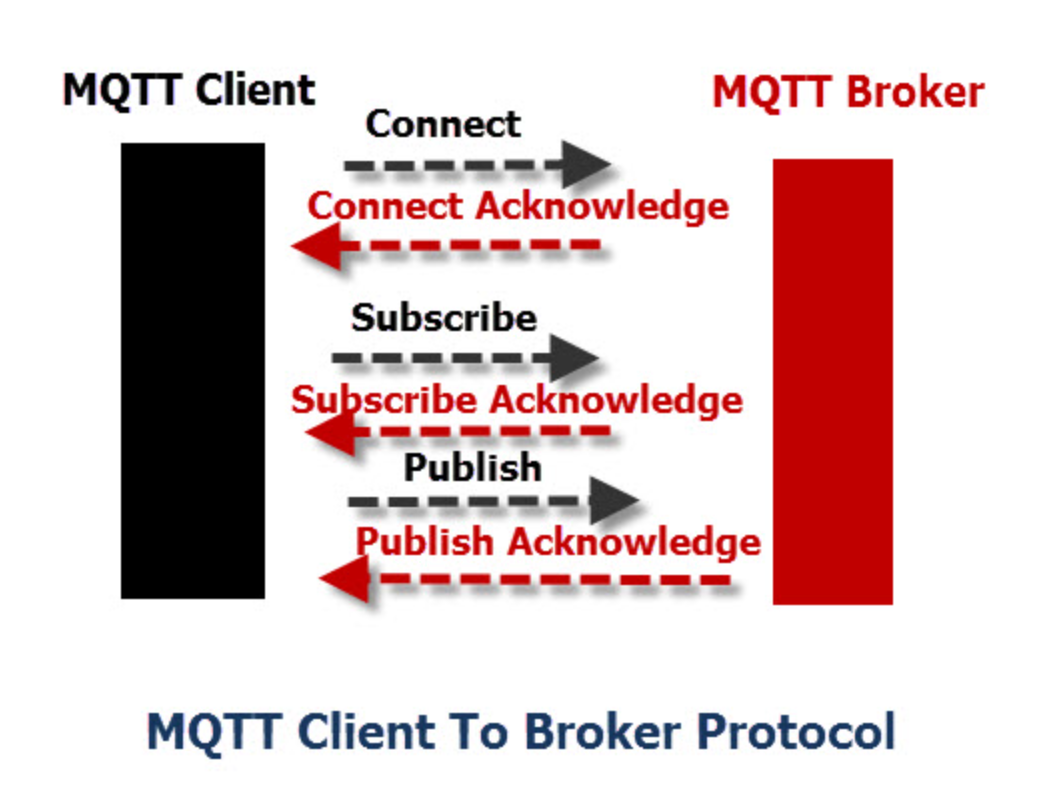 MQTT Client
MQTT Broker
Connect
Connect Acknowledge
Subscribe
Subscribe Acknowledge
Publish
Publish Acknowledge
MQTT Client To Broker Protocol